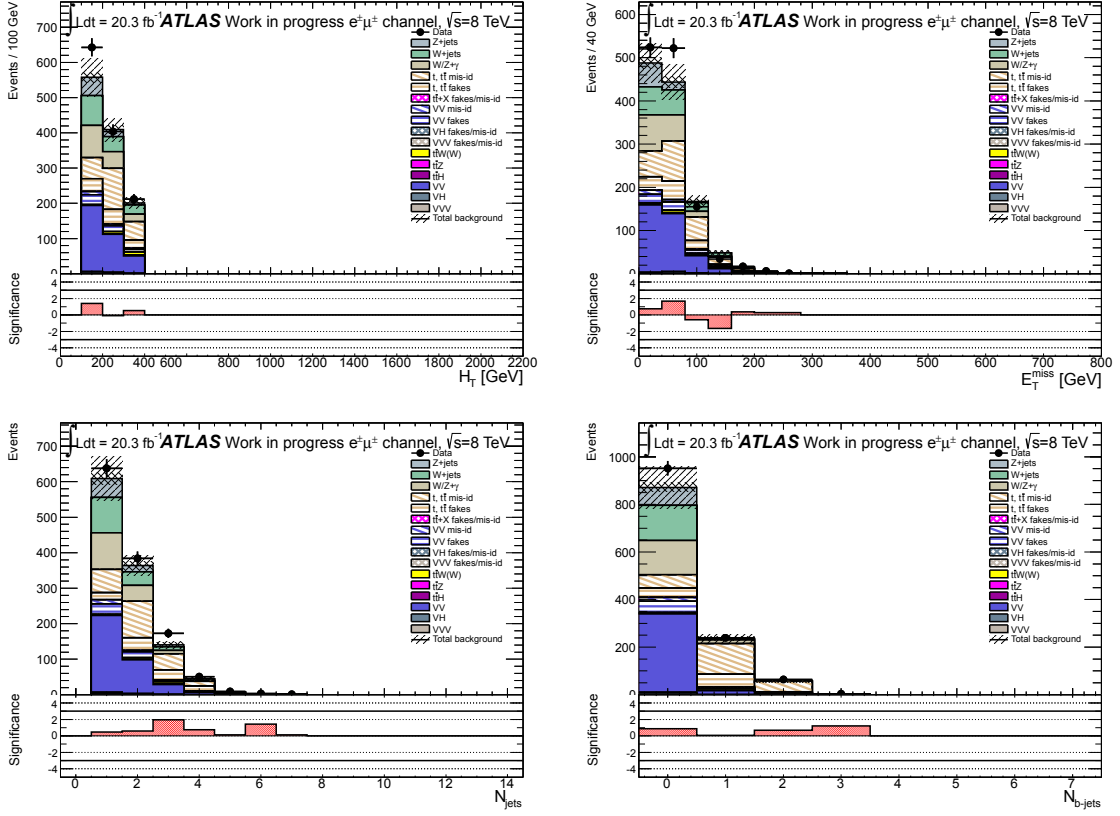 ∫ Ldt = 20.3 fb⁻¹ ATLAS Work in progress e±μ± channel, √s=8 TeV
Events / 100 GeV
700
600
500
400
300
200
100
0
Data
Z+jets
W+jets
W/Z+γ
t, tt̄ mis-id
t, tt̄ fakes
tt̄+X fakes/mis-id
VV mis-id
VV fakes
VH fakes/mis-id
VVV fakes/mis-id
tt̄W(W)
tt̄Z
tt̄H
VV
VH
VVV
Total background
Significance
4
2
0
-2
-4
0 200 400 600 800 1000 1200 1400 1600 1800 2000 2200
H_T [GeV]
∫ Ldt = 20.3 fb⁻¹ ATLAS Work in progress e±μ± channel, √s=8 TeV
Events / 40 GeV
600
500
400
300
200
100
0
Data
Z+jets
W+jets
W/Z+γ
t, tt̄ mis-id
t, tt̄ fakes
tt̄+X fakes/mis-id
VV mis-id
VV fakes
VH fakes/mis-id
VVV fakes/mis-id
tt̄W(W)
tt̄Z
tt̄H
VV
VH
VVV
Total background
Significance
4
2
0
-2
-4
0 100 200 300 400 500 600 700 800
E_T^miss [GeV]
∫ Ldt = 20.3 fb⁻¹ ATLAS Work in progress e±μ± channel, √s=8 TeV
Events
700
600
500
400
300
200
100
0
Data
Z+jets
W+jets
W/Z+γ
t, tt̄ mis-id
t, tt̄ fakes
tt̄+X fakes/mis-id
VV mis-id
VV fakes
VH fakes/mis-id
VVV fakes/mis-id
tt̄W(W)
tt̄Z
tt̄H
VV
VH
VVV
Total background
Significance
4
2
0
-2
-4
0 2 4 6 8 10 12 14
N_jets
∫ Ldt = 20.3 fb⁻¹ ATLAS Work in progress e±μ± channel, √s=8 TeV
Events
1000
800
600
400
200
0
Data
Z+jets
W+jets
W/Z+γ
t, tt̄ mis-id
t, tt̄ fakes
tt̄+X fakes/mis-id
VV mis-id
VV fakes
VH fakes/mis-id
VVV fakes/mis-id
tt̄W(W)
tt̄Z
tt̄H
VV
VH
VVV
Total background
Significance
4
2
0
-2
-4
0 1 2 3 4 5 6 7
N_b-jets